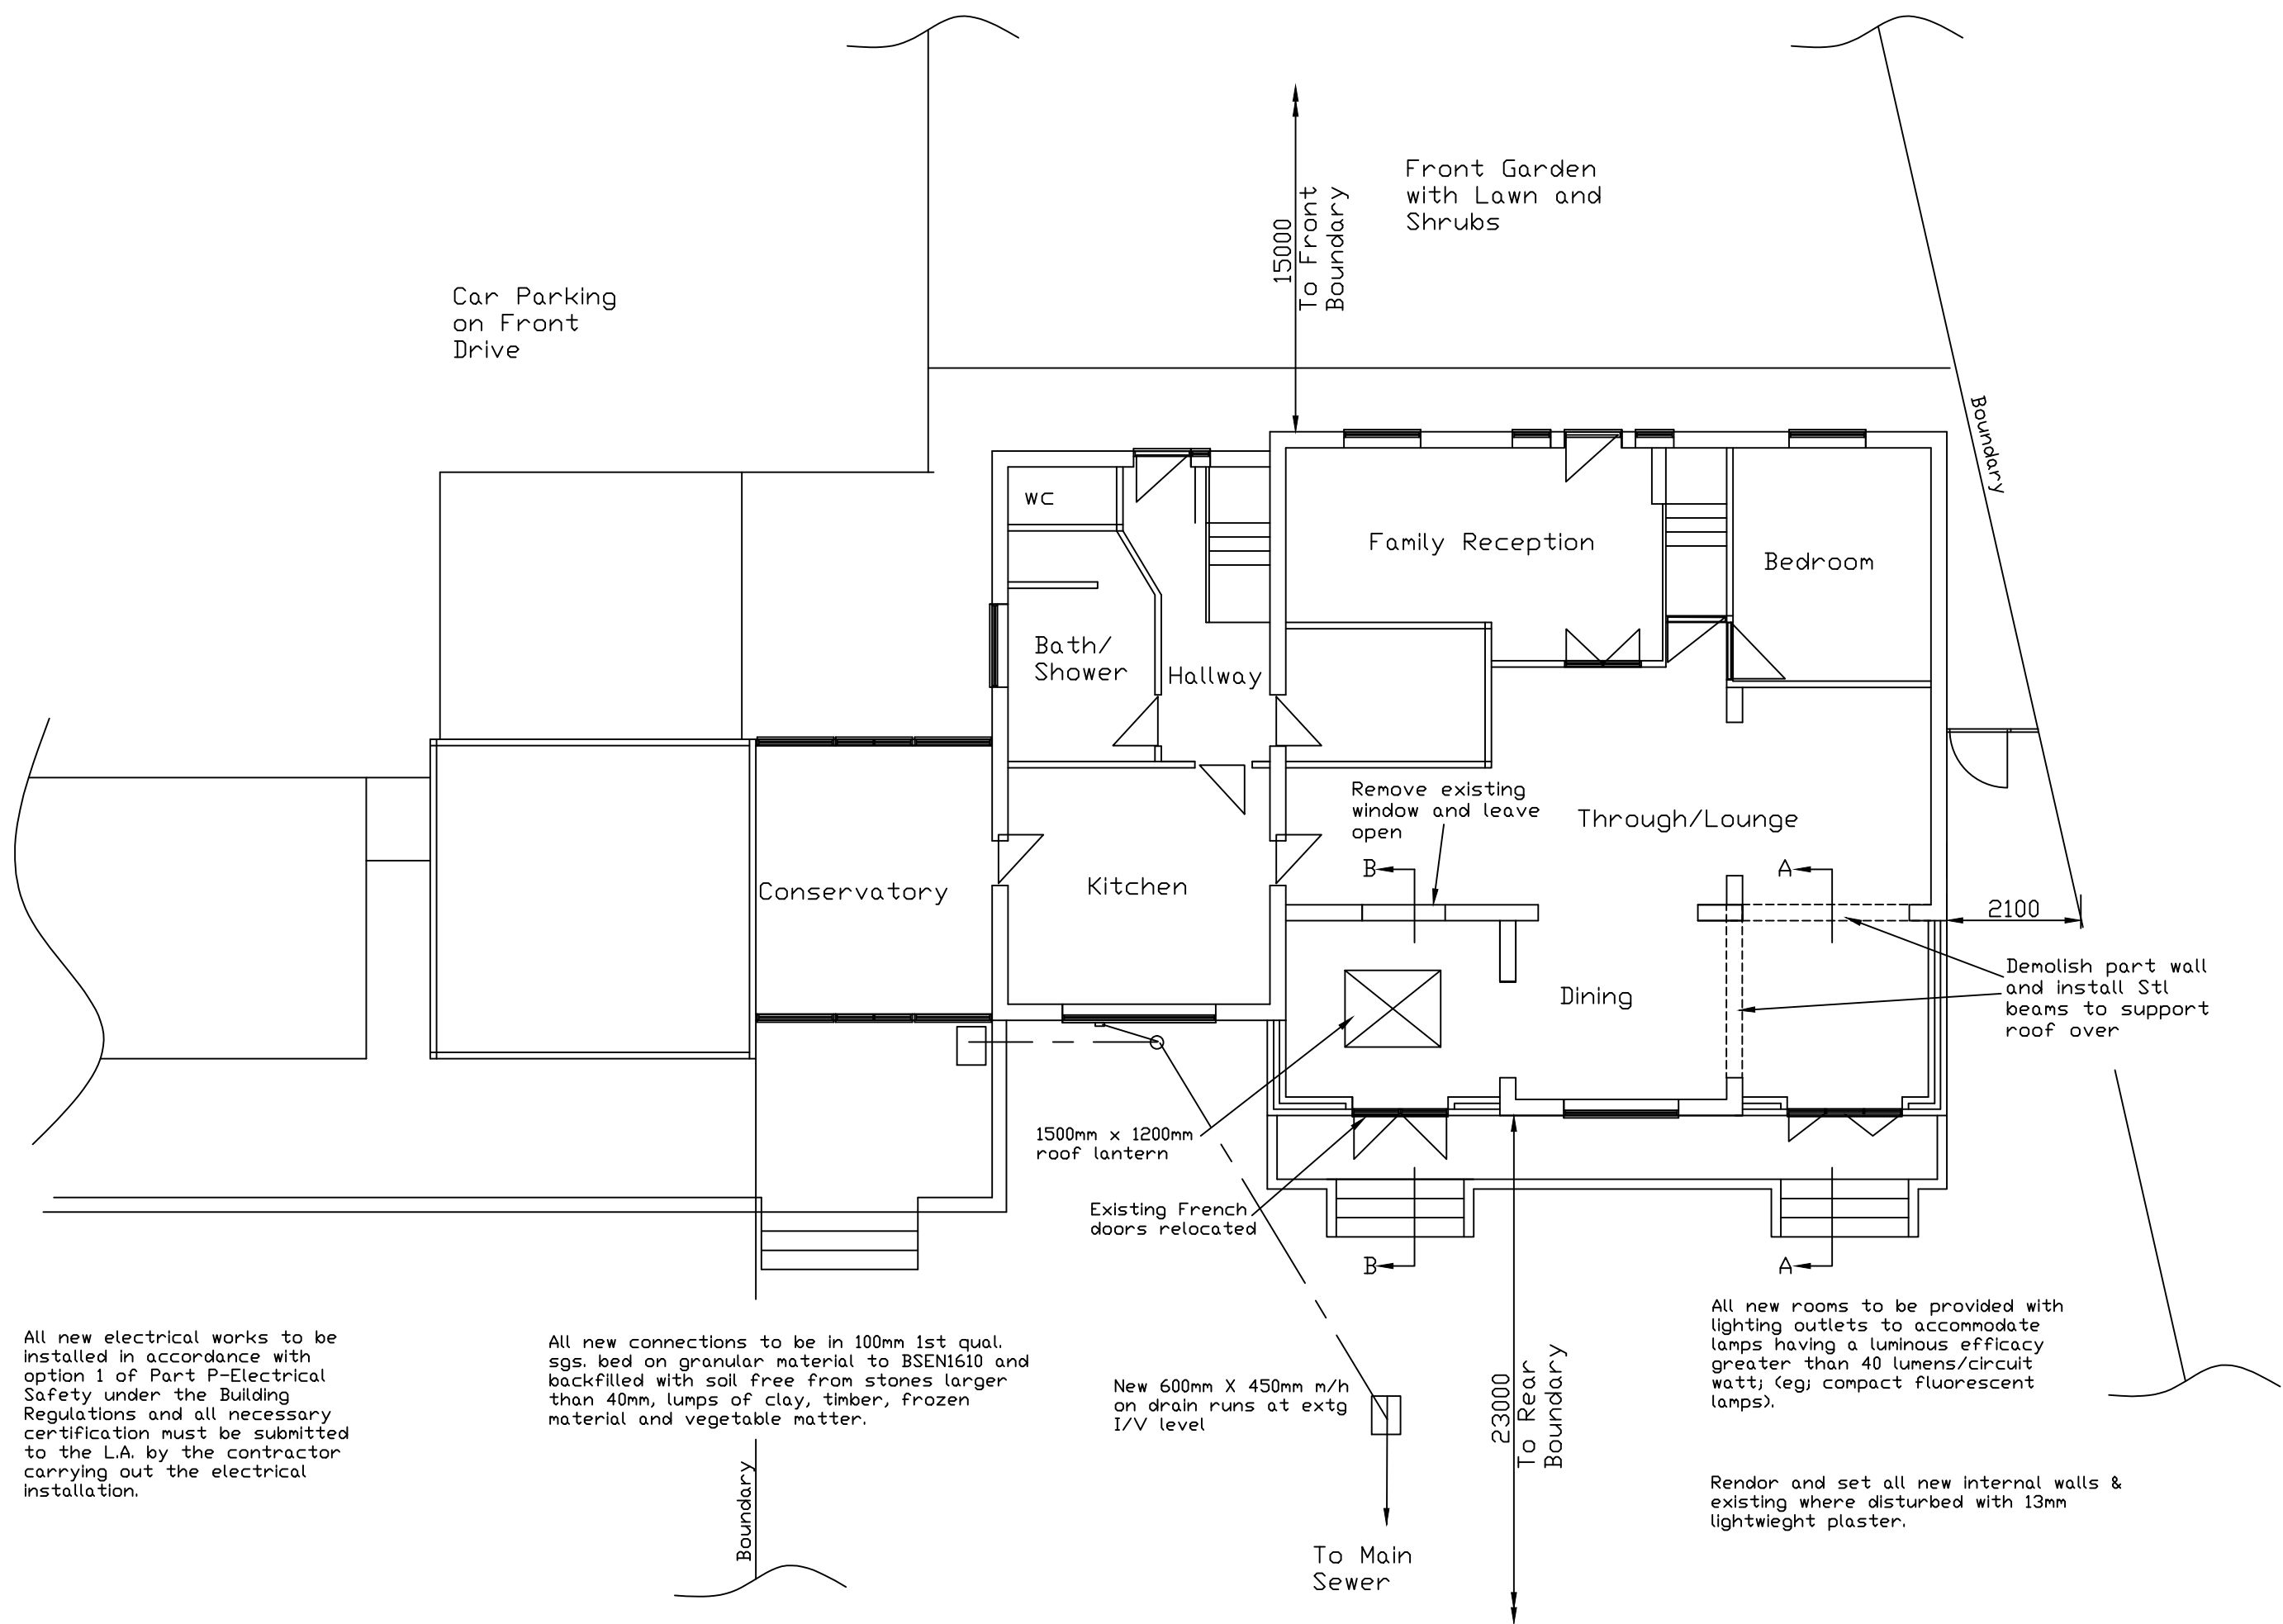 Front Garden
with Lawn and
Shrubs
15000
To Front
Boundary
Car Parking
on Front
Drive
Boundary
WC
Family Reception
Bedroom
Bath/
Shower
Hallway
Remove existing
window and leave
open
Through/Lounge
B
A
Conservatory
Kitchen
2100
Demolish part wall
and install Stl
beams to support
roof over
Dining
1500mm x 1200mm
roof lantern
Existing French
doors relocated
B
A
All new electrical works to be
installed in accordance with
option 1 of Part P-Electrical
Safety under the Building
Regulations and all necessary
certification must be submitted
to the L.A. by the contractor
carrying out the electrical
installation.
All new connections to be in 100mm 1st qual.
sgs. bed on granular material to BSEN1610 and
backfilled with soil free from stones larger
than 40mm, lumps of clay, timber, frozen
material and vegetable matter.
New 600mm X 450mm m/h
on drain runs at extg
I/V level
23000
To Rear
Boundary
All new rooms to be provided with
lighting outlets to accommodate
lamps having a luminous efficacy
greater than 40 lumens/circuit
watt; (eg; compact fluorescent
lamps).
Boundary
Rendor and set all new internal walls &
existing where disturbed with 13mm
lightwieght plaster.
To Main
Sewer